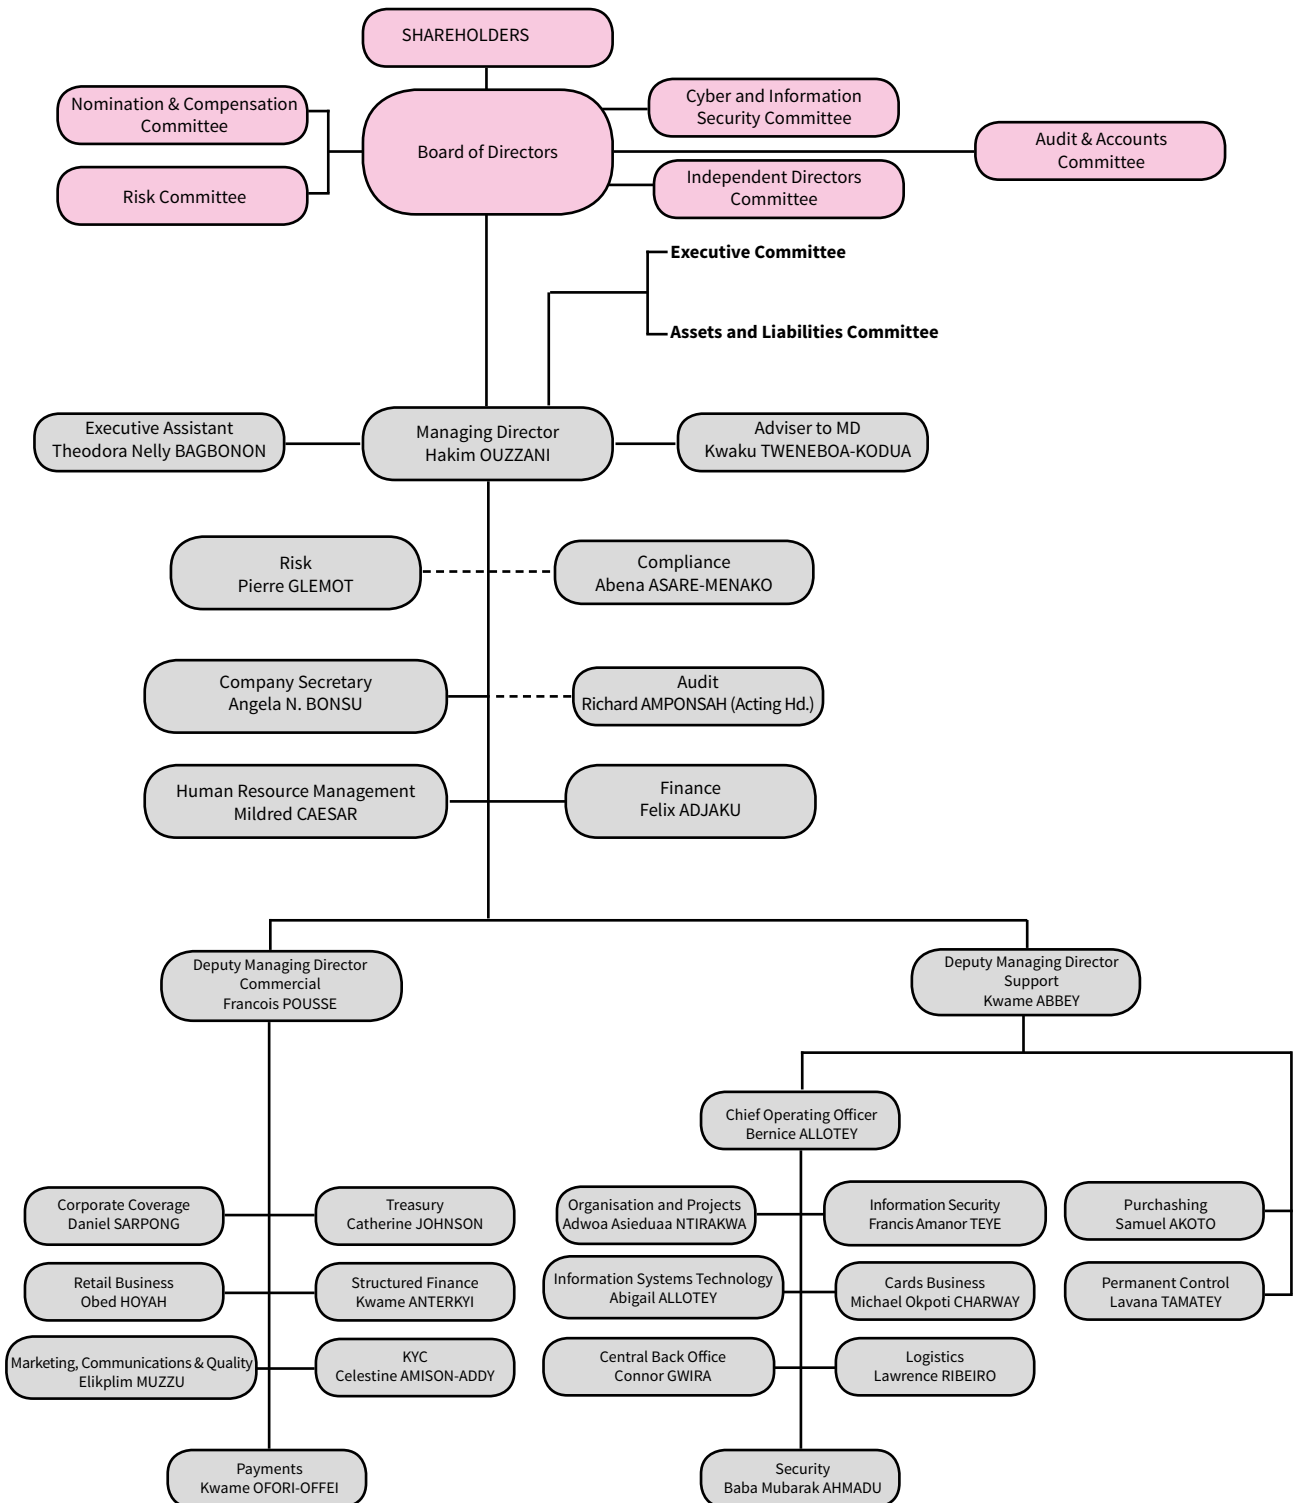 SHAREHOLDERS
Nomination & Compensation
Committee
Risk Committee
Board of Directors
Cyber and Information
Security Committee
Independent Directors
Committee
Audit & Accounts
Committee
Executive Committee
Assets and Liabilities Committee
Executive Assistant
Theodora Nelly BAGBONON
Managing Director
Hakim OUZZANI
Adviser to MD
Kwaku TWENEBOA-KODUA
Risk
Pierre GLEMOT
Compliance
Abena ASARE-MENAKO
Company Secretary
Angela N. BONSU
Audit
Richard AMPONSAH (Acting Hd.)
Human Resource Management
Mildred CAESAR
Finance
Felix ADJAKU
Deputy Managing Director
Commercial
Francois POUSSE
Deputy Managing Director
Support
Kwame ABBEY
Chief Operating Officer
Bernice ALLOTEY
Corporate Coverage
Daniel SARPONG
Treasury
Catherine JOHNSON
Organisation and Projects
Adwoa Asieduaa NTIRAKWA
Information Security
Francis Amanor TEYE
Purchashing
Samuel AKOTO
Retail Business
Obed HOYAH
Structured Finance
Kwame ANTERKYI
Information Systems Technology
Abigail ALLOTEY
Cards Business
Michael Okpoti CHARWAY
Permanent Control
Lavana TAMATEY
Marketing, Communications & Quality
Elikplim MUZZU
KYC
Celestine AMISON-ADDY
Central Back Office
Connor GWIRA
Logistics
Lawrence RIBEIRO
Payments
Kwame OFORI-OFFEI
Security
Baba Mubarak AHMADU